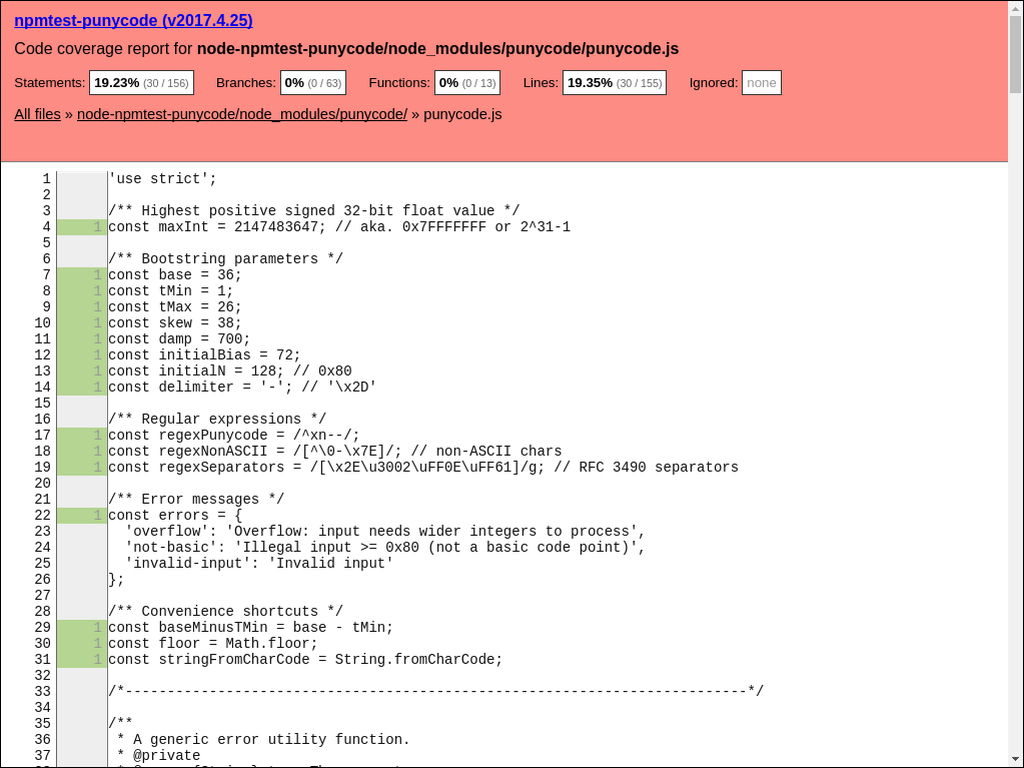 npmtest-punycode (v2017.4.25)
Code coverage report for node-npmtest-punycode/node_modules/punycode/punycode.js
Statements: 19.23% (30 / 156) Branches: 0% (0 / 63) Functions: 0% (0 / 13) Lines: 19.35% (30 / 155) Ignored: none
All files » node-npmtest-punycode/node_modules/punycode/ » punycode.js
1 'use strict';
2
3 /** Highest positive signed 32-bit float value */
4 1 const maxInt = 2147483647; // aka. 0x7FFFFFFF or 2^31-1
5
6 /** Bootstring parameters */
7 1 const base = 36;
8 1 const tMin = 1;
9 1 const tMax = 26;
10 1 const skew = 38;
11 1 const damp = 700;
12 1 const initialBias = 72;
13 1 const initialN = 128; // 0x80
14 1 const delimiter = '-'; // '\x2D'
15
16 /** Regular expressions */
17 1 const regexPunycode = /^xn--/;
18 1 const regexNonASCII = /[^\0-\x7E]/; // non-ASCII chars
19 1 const regexSeparators = /[\x2E\u3002\uFF0E\uFF61]/g; // RFC 3490 separators
20
21 /** Error messages */
22 1 const errors = {
23 'overflow': 'Overflow: input needs wider integers to process',
24 'not-basic': 'Illegal input >= 0x80 (not a basic code point)',
25 'invalid-input': 'Invalid input'
26 };
27
28 /** Convenience shortcuts */
29 1 const baseMinusTMin = base - tMin;
30 1 const floor = Math.floor;
31 1 const stringFromCharCode = String.fromCharCode;
32
33 /*--------------------------------------------------------------------------*/
34
35 /**
36 * A generic error utility function.
37 * @private